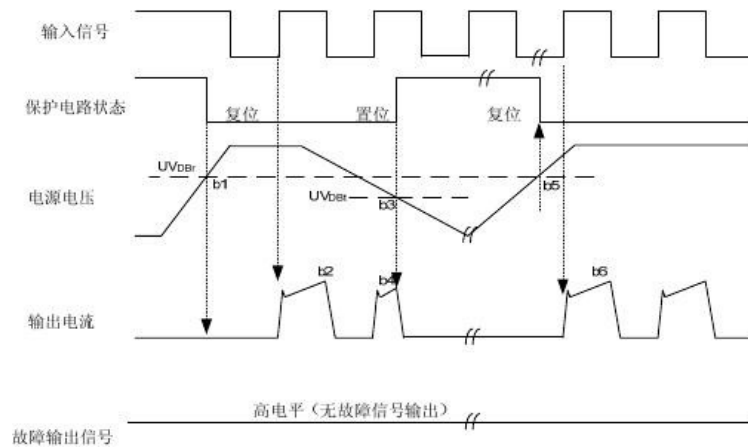 输入信号
保护电路状态
复位
置位
复位
UVDBr
b1
b5
电源电压
UVDBt
b3
b2
b4
b6
输出电流
高电平（无故障信号输出）
故障输出信号